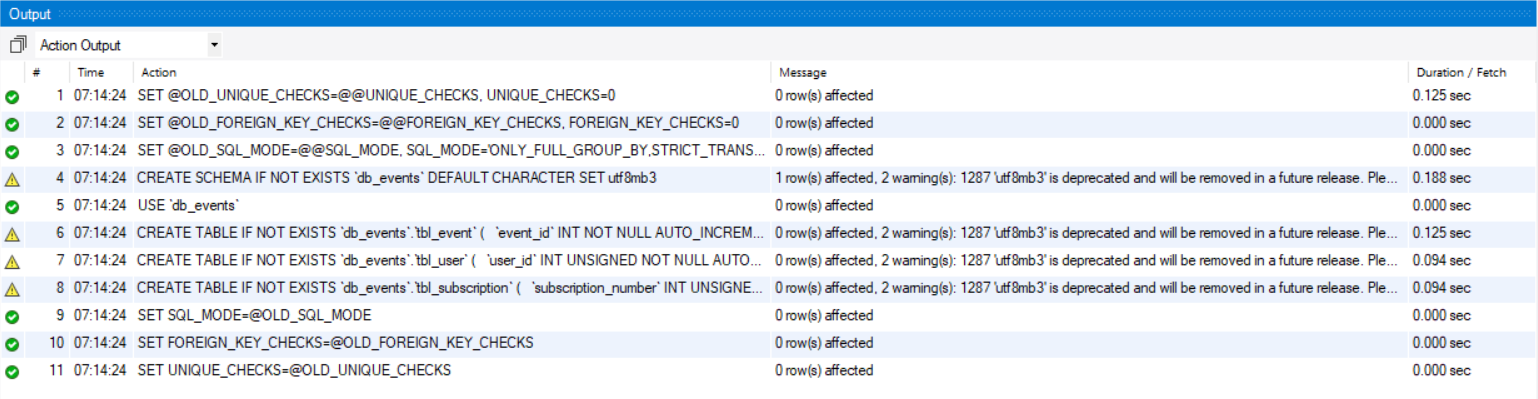 Output
Action Output
# Time Action Message Duration / Fetch
1 07:14:24 SET @OLD_UNIQUE_CHECKS=@@UNIQUE_CHECKS, UNIQUE_CHECKS=0 0 row(s) affected 0.125 sec
2 07:14:24 SET @OLD_FOREIGN_KEY_CHECKS=@@FOREIGN_KEY_CHECKS, FOREIGN_KEY_CHECKS=0 0 row(s) affected 0.000 sec
3 07:14:24 SET @OLD_SQL_MODE=@@SQL_MODE, SQL_MODE='ONLY_FULL_GROUP_BY,STRICT_TRANS... 0 row(s) affected 0.000 sec
4 07:14:24 CREATE SCHEMA IF NOT EXISTS `db_events` DEFAULT CHARACTER SET utf8mb3 1 row(s) affected, 2 warning(s): 1287 'utf8mb3' is deprecated and will be removed in a future release. Ple... 0.188 sec
5 07:14:24 USE `db_events` 0 row(s) affected 0.000 sec
6 07:14:24 CREATE TABLE IF NOT EXISTS `db_events`.`tbl_event` ( `event_id` INT NOT NULL AUTO_INCREM... 0 row(s) affected, 2 warning(s): 1287 'utf8mb3' is deprecated and will be removed in a future release. Ple... 0.125 sec
7 07:14:24 CREATE TABLE IF NOT EXISTS `db_events`.`tbl_user` ( `user_id` INT UNSIGNED NOT NULL AUTO... 0 row(s) affected, 2 warning(s): 1287 'utf8mb3' is deprecated and will be removed in a future release. Ple... 0.094 sec
8 07:14:24 CREATE TABLE IF NOT EXISTS `db_events`.`tbl_subscription` ( `subscription_number` INT UNSIGNE... 0 row(s) affected, 2 warning(s): 1287 'utf8mb3' is deprecated and will be removed in a future release. Ple... 0.094 sec
9 07:14:24 SET SQL_MODE=@OLD_SQL_MODE 0 row(s) affected 0.000 sec
10 07:14:24 SET FOREIGN_KEY_CHECKS=@OLD_FOREIGN_KEY_CHECKS 0 row(s) affected 0.000 sec
11 07:14:24 SET UNIQUE_CHECKS=@OLD_UNIQUE_CHECKS 0 row(s) affected 0.000 sec